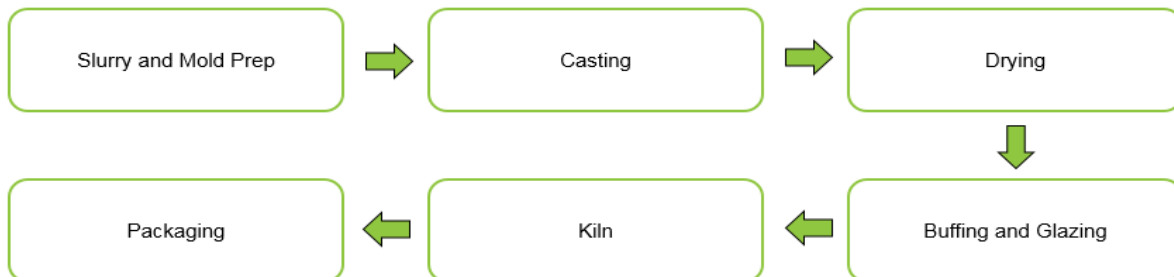 Slurry and Mold Prep
Casting
Drying
Buffing and Glazing
Kiln
Packaging